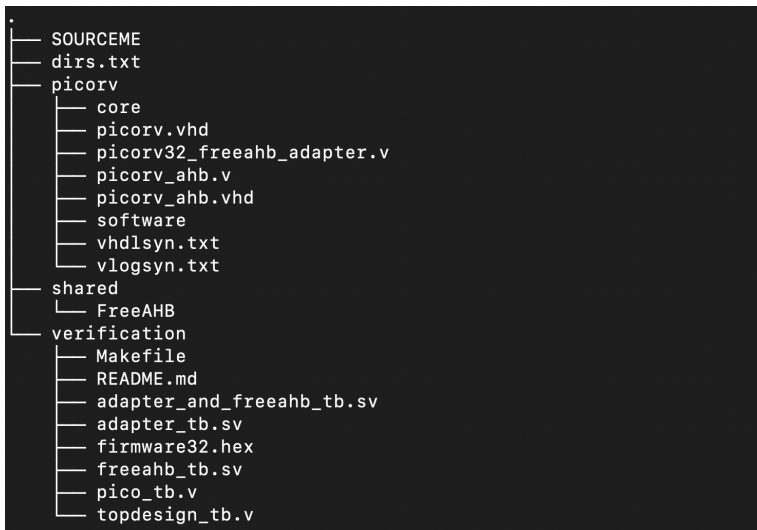 .
├── SOURCEME
├── dirs.txt
├── picorv
│   ├── core
│   ├── picorv.vhd
│   ├── picorv32_freeahb_adapter.v
│   ├── picorv_ahb.v
│   ├── picorv_ahb.vhd
│   ├── software
│   ├── vhdlsyn.txt
│   └── vlogsyn.txt
├── shared
│   └── FreeAHB
└── verification
    ├── Makefile
    ├── README.md
    ├── adapter_and_freeahb_tb.sv
    ├── adapter_tb.sv
    ├── firmware32.hex
    ├── freeahb_tb.sv
    ├── pico_tb.v
    └── topdesign_tb.v